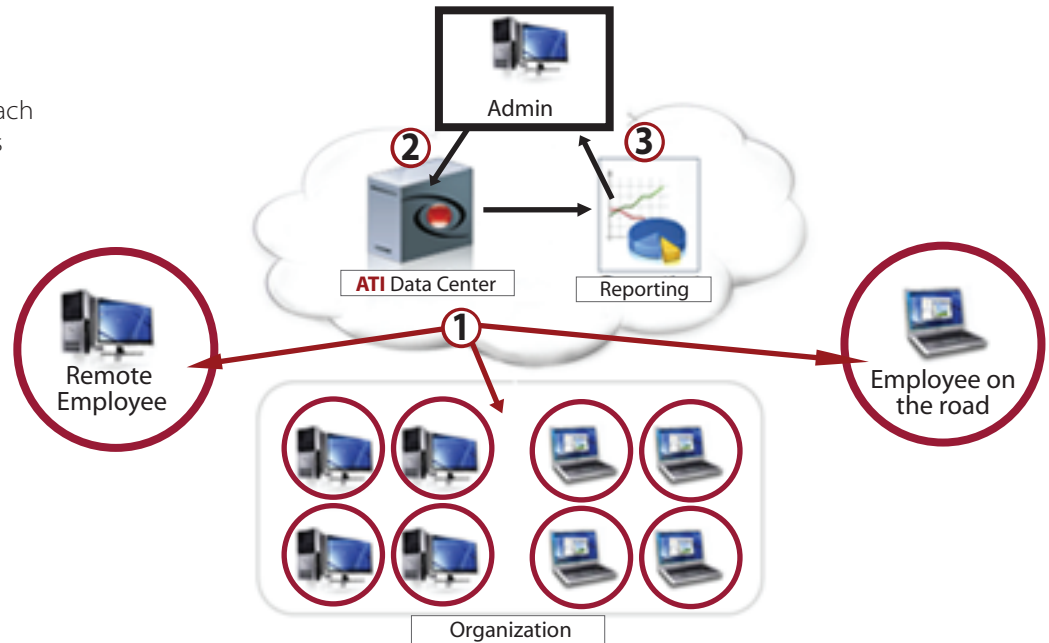 ach
s
Admin
2
3
ATI Data Center
Reporting
1
Remote
Employee
Employee on
the road
Organization